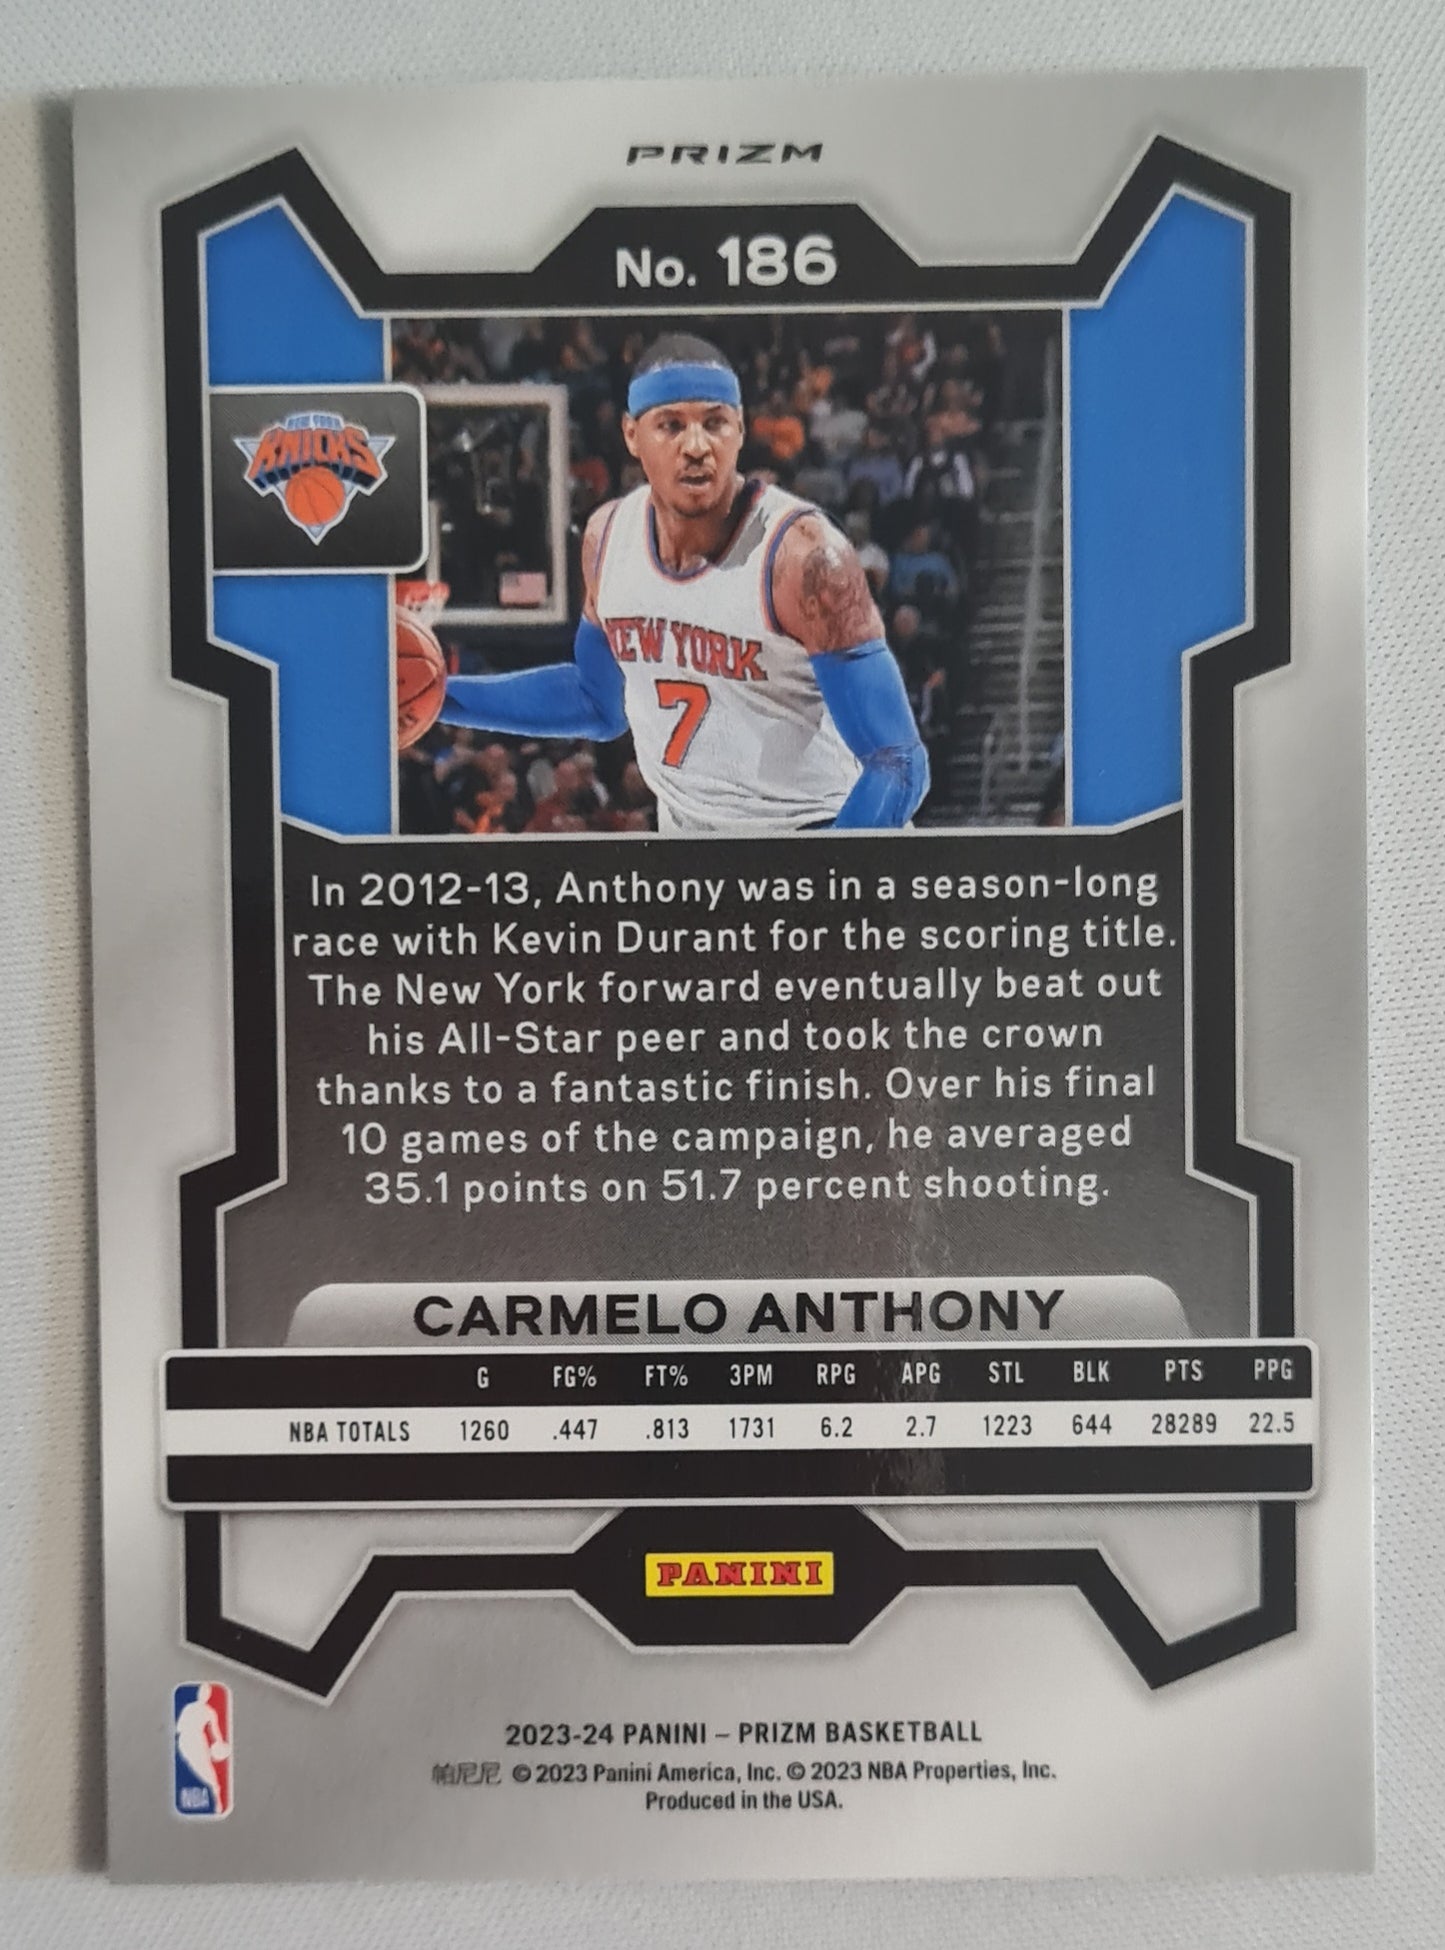 PRIZM
No. 186
NEW YORK
KNICKS
NEW YORK
7
In 2012-13, Anthony was in a season-long
race with Kevin Durant for the scoring title.
The New York forward eventually beat out
his All-Star peer and took the crown
thanks to a fantastic finish. Over his final
10 games of the campaign, he averaged
35.1 points on 51.7 percent shooting.
CARMELO ANTHONY
G FG% FT% 3PM RPG APG STL BLK PTS PPG
NBA TOTALS 1260 .447 .813 1731 6.2 2.7 1223 644 28289 22.5
PANINI
NBA
2023-24 PANINI – PRIZM BASKETBALL
帕尼尼 © 2023 Panini America, Inc. © 2023 NBA Properties, Inc.
Produced in the USA.